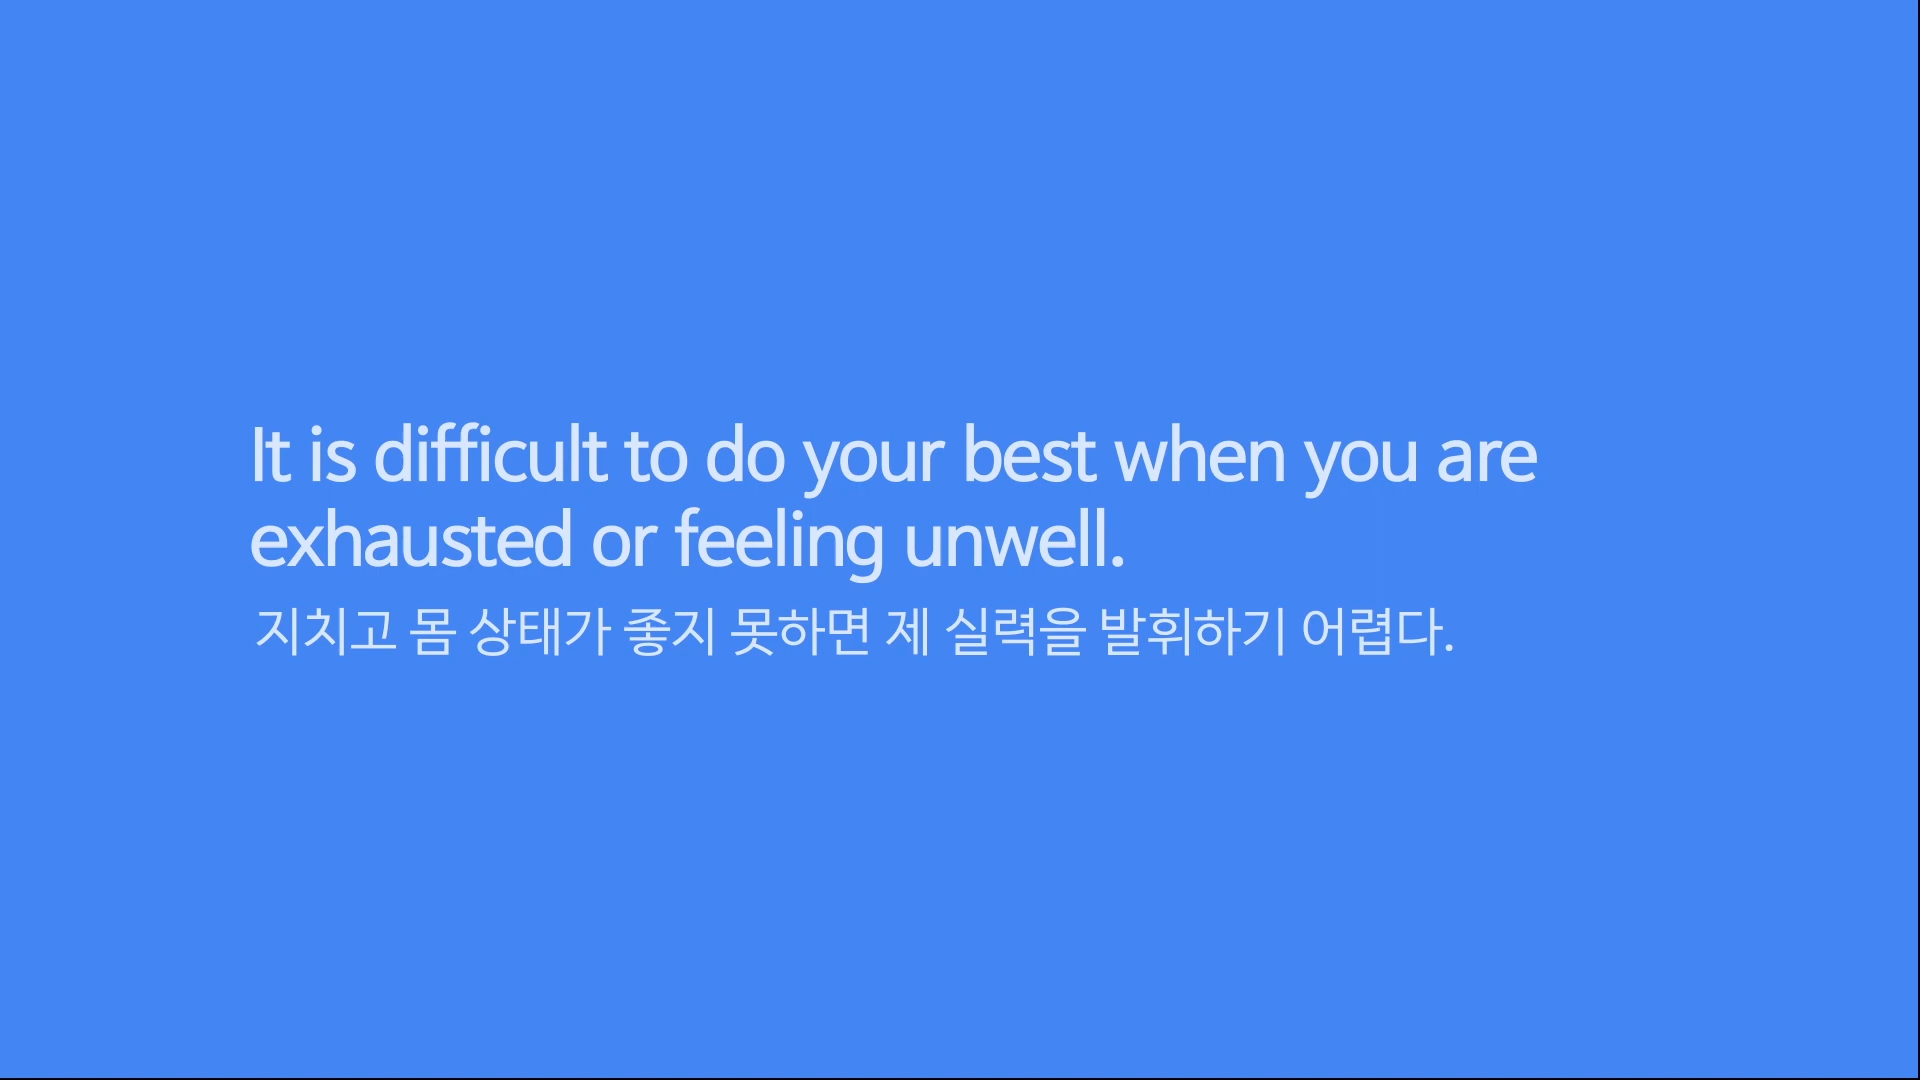 It is difficult to do your best when you are
exhausted or feeling unwell.
지치고 몸 상태가 좋지 못하면 제 실력을 발휘하기 어렵다.